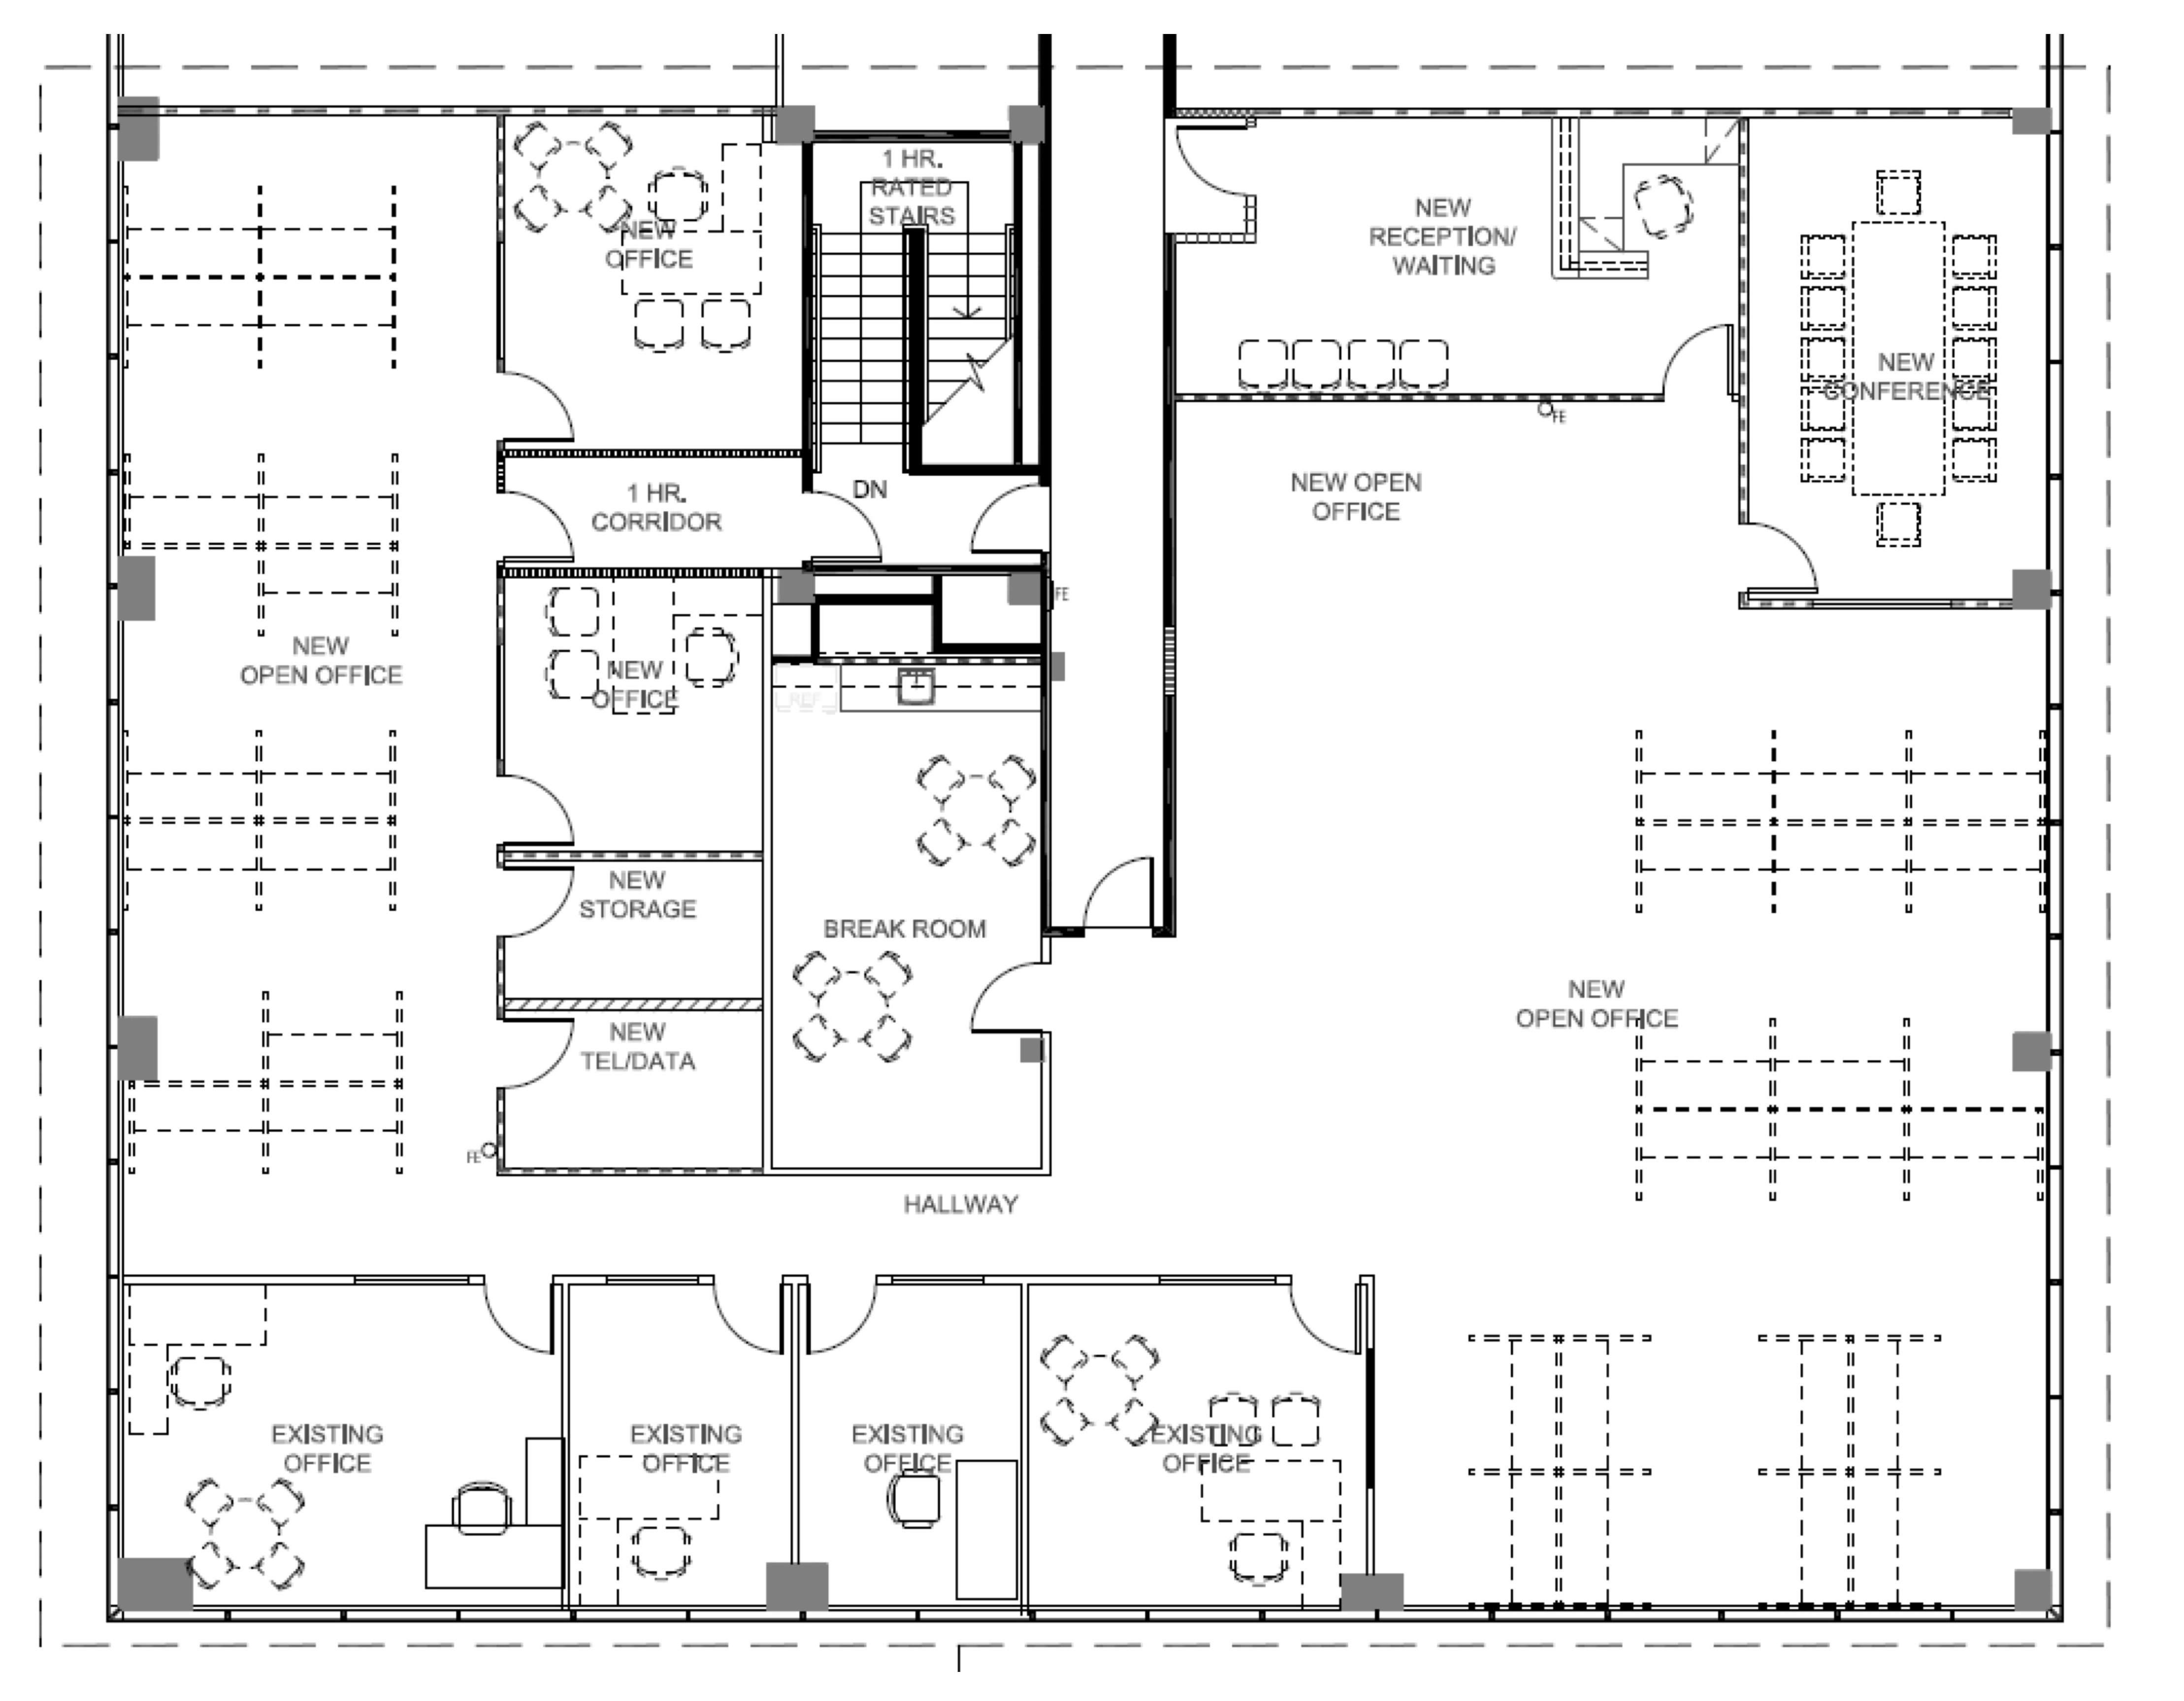 1 HR.
RATED
STAIRS
NEW
OFFICE
NEW
RECEPTION/
WAITING
NEW
CONFERENCE
FE
NEW OPEN
OFFICE
1 HR.
CORRIDOR
DN
FE
NEW
OPEN OFFICE
NEW
OFFICE
REF
NEW
STORAGE
BREAK ROOM
NEW
OPEN OFFICE
NEW
TEL/DATA
FE
HALLWAY
EXISTING
OFFICE
EXISTING
OFFICE
EXISTING
OFFICE
EXISTING
OFFICE